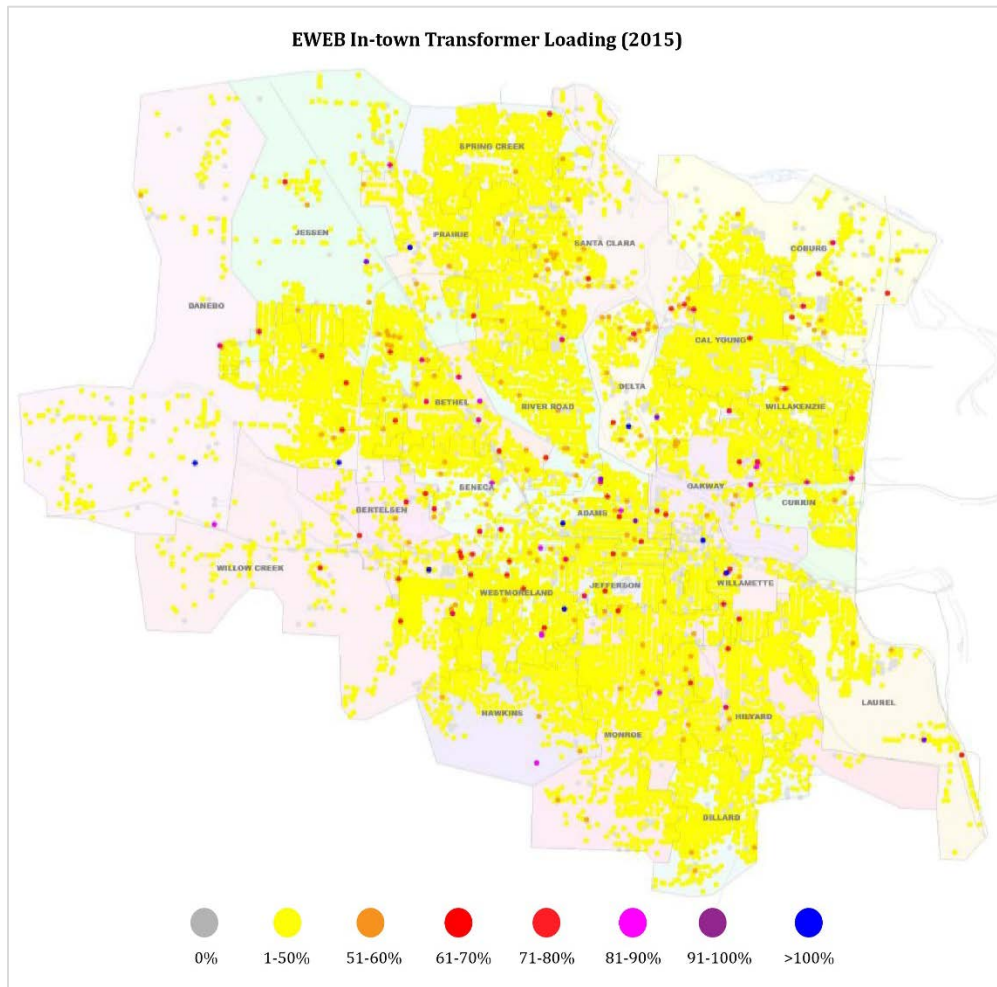 EWEB In-town Transformer Loading (2015)
SPRING CREEK
JESSEN
PRAIRIE
SANTA CLARA
COBURG
DANEBO
CAL YOUNG
DELTA
BETHEL
RIVER ROAD
WILLAKENZIE
SENECA
OAKWAY
CURRIN
BERTELSEN
ADAMS
WILLOW CREEK
WESTMORELAND
JEFFERSON
WILLAMETTE
HAWKINS
LAUREL
MONROE
HILYARD
DILLARD
0% 1-50% 51-60% 61-70% 71-80% 81-90% 91-100% >100%